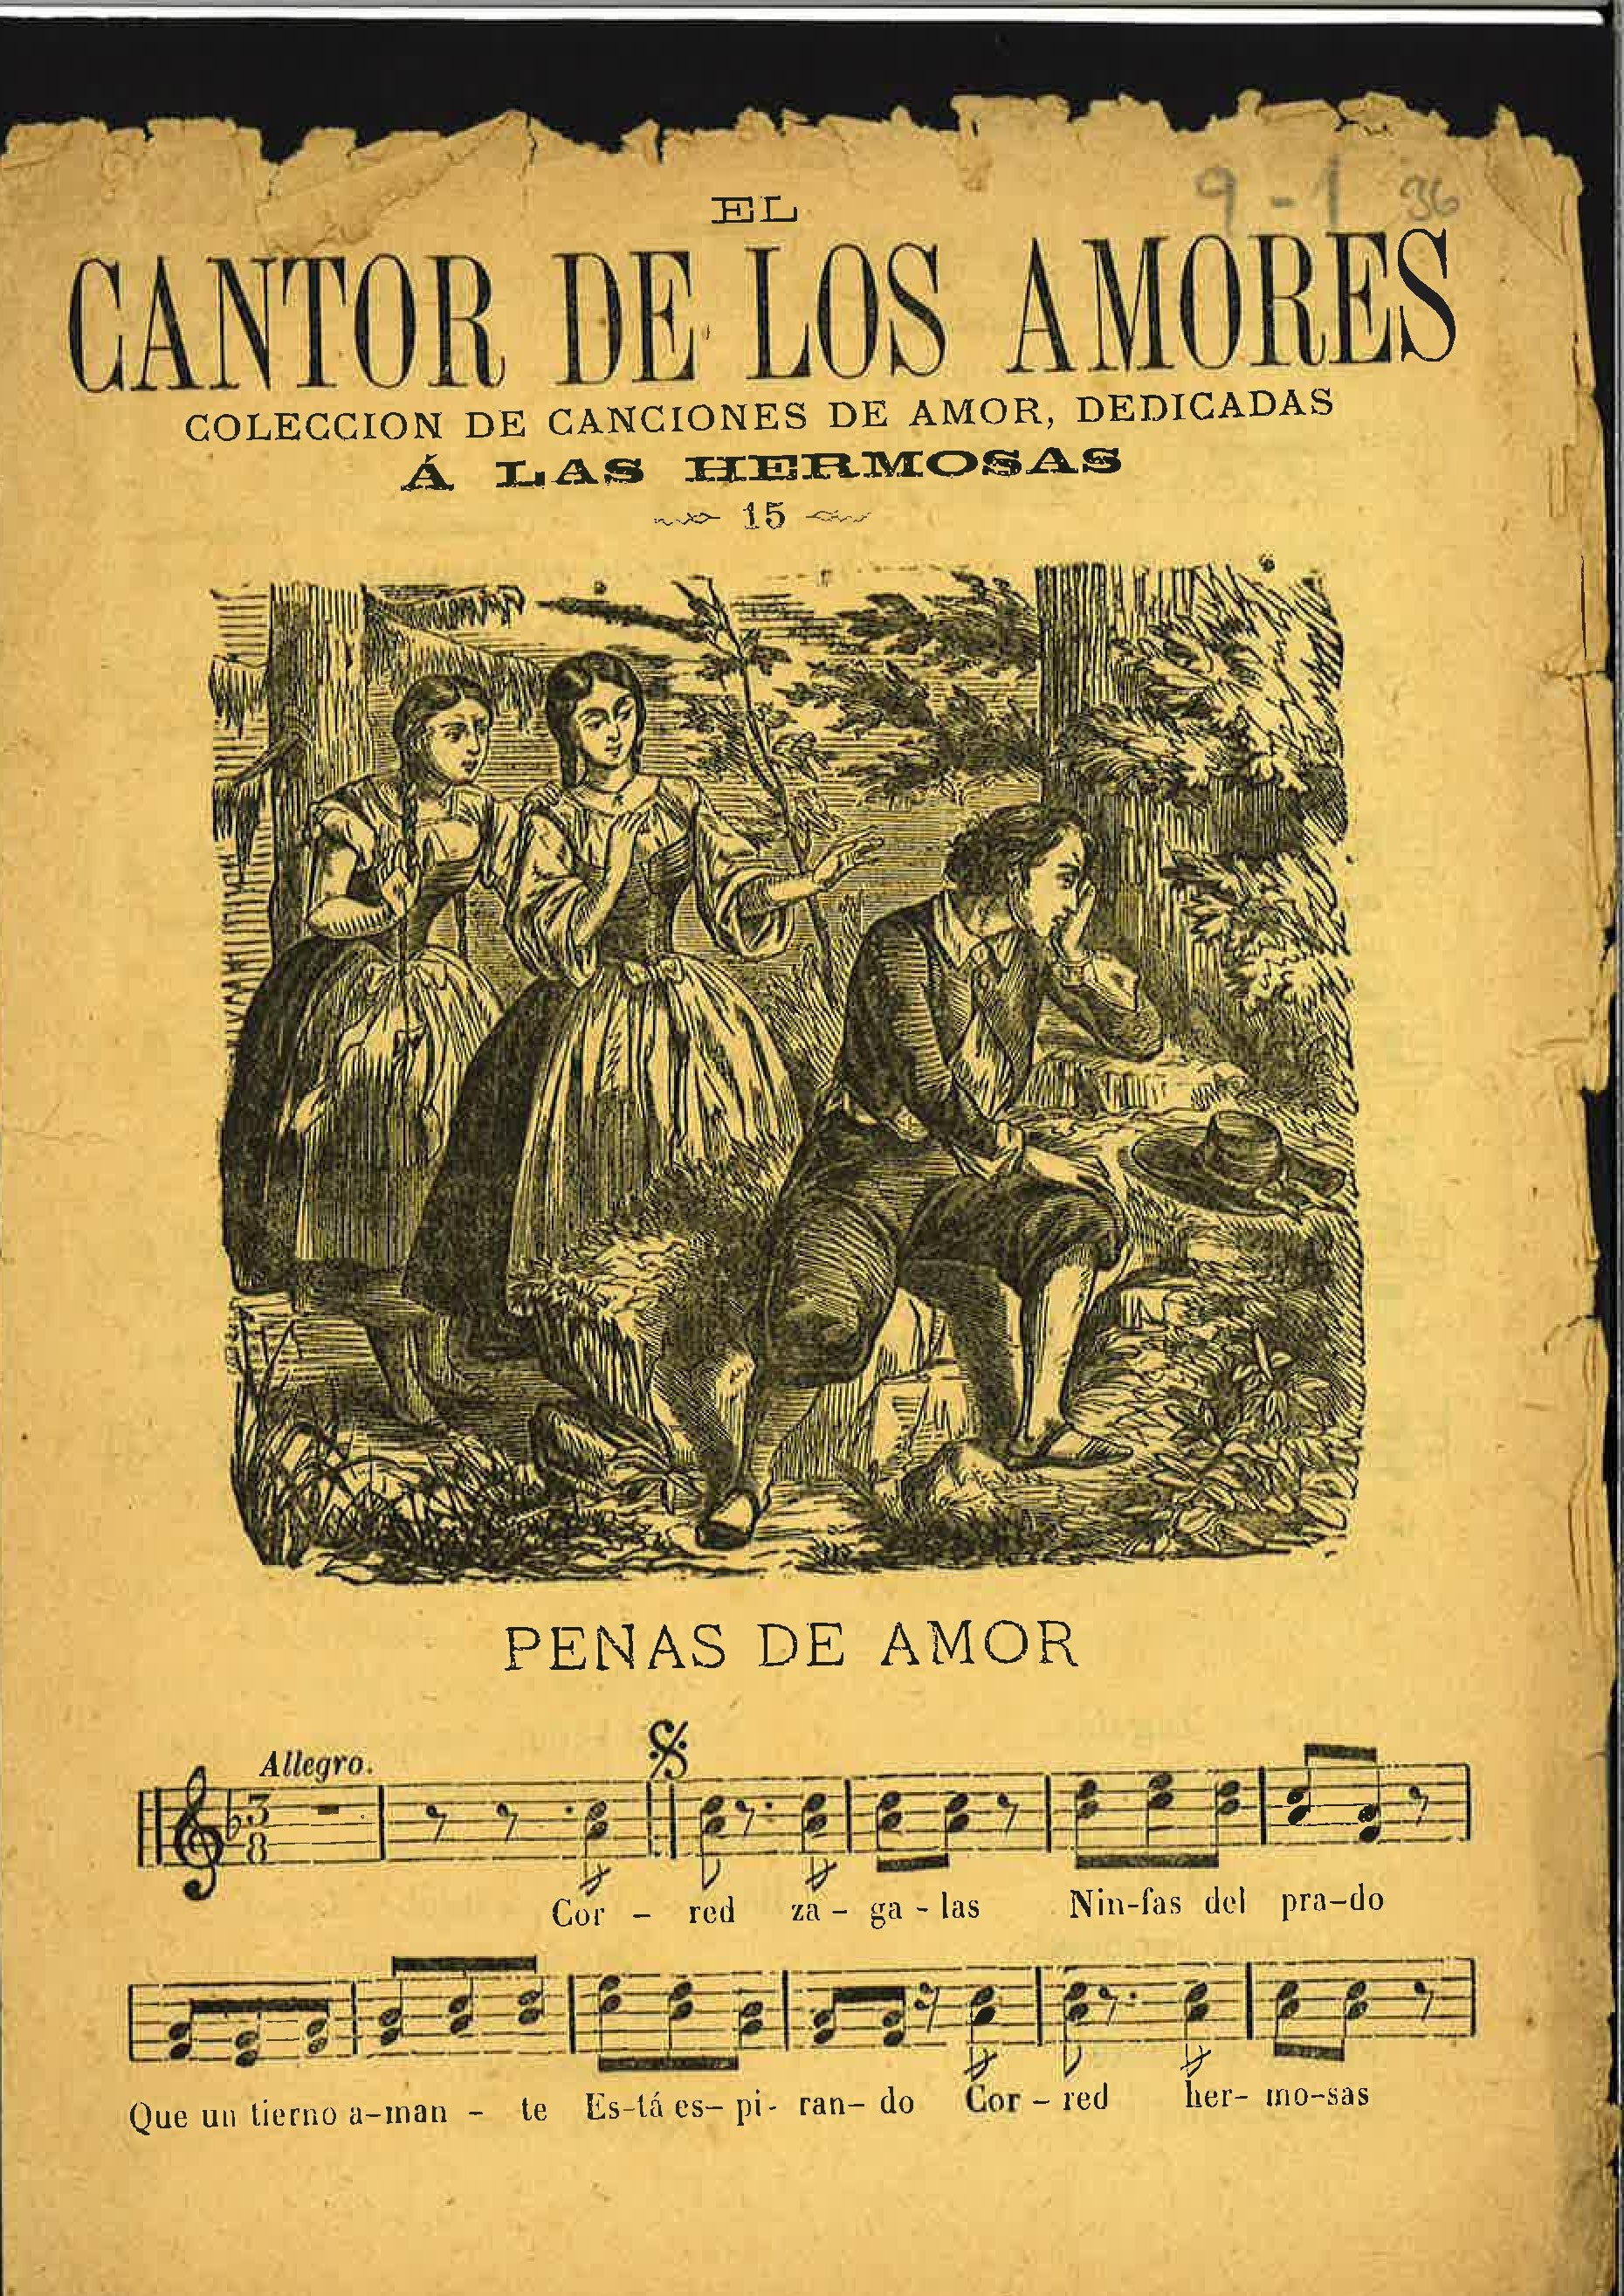 9-1 36
EL
CANTOR DE LOS AMORES
COLECCION DE CANCIONES DE AMOR, DEDICADAS
Á LAS HERMOSAS
15
PENAS DE AMOR
Allegro.
3
8
Cor - red za - ga - las Nin-fas del pra-do
Que un tierno a-man - te Es-tá es- pi- ran- do Cor - red her- mo-sas